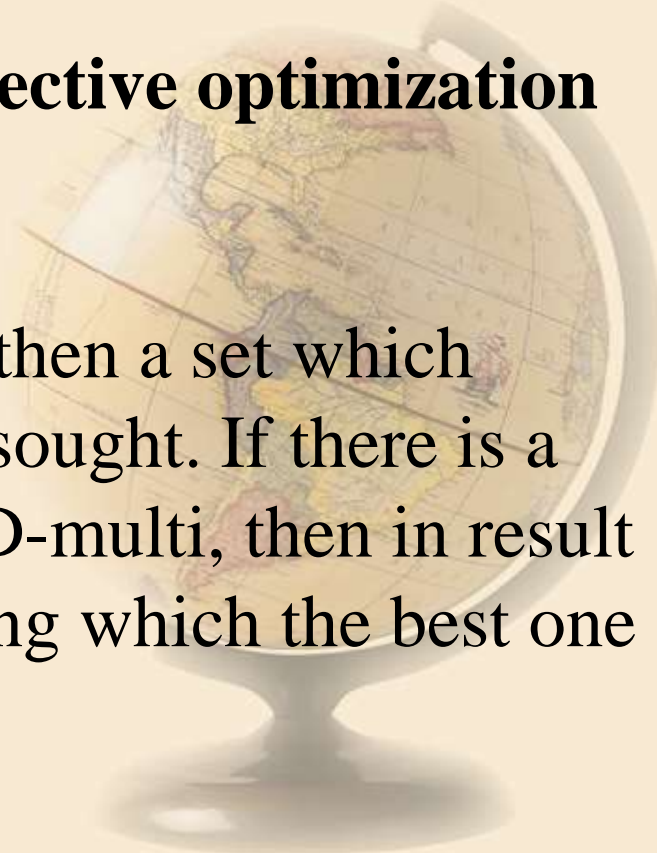 ective optimization
then a set which
sought. If there is a
D-multi, then in result
ng which the best one